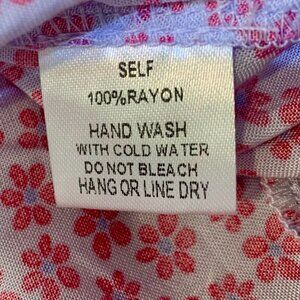 SELF
100%RAYON
HAND WASH
WITH COLD WATER
DO NOT BLEACH
HANG OR LINE DRY